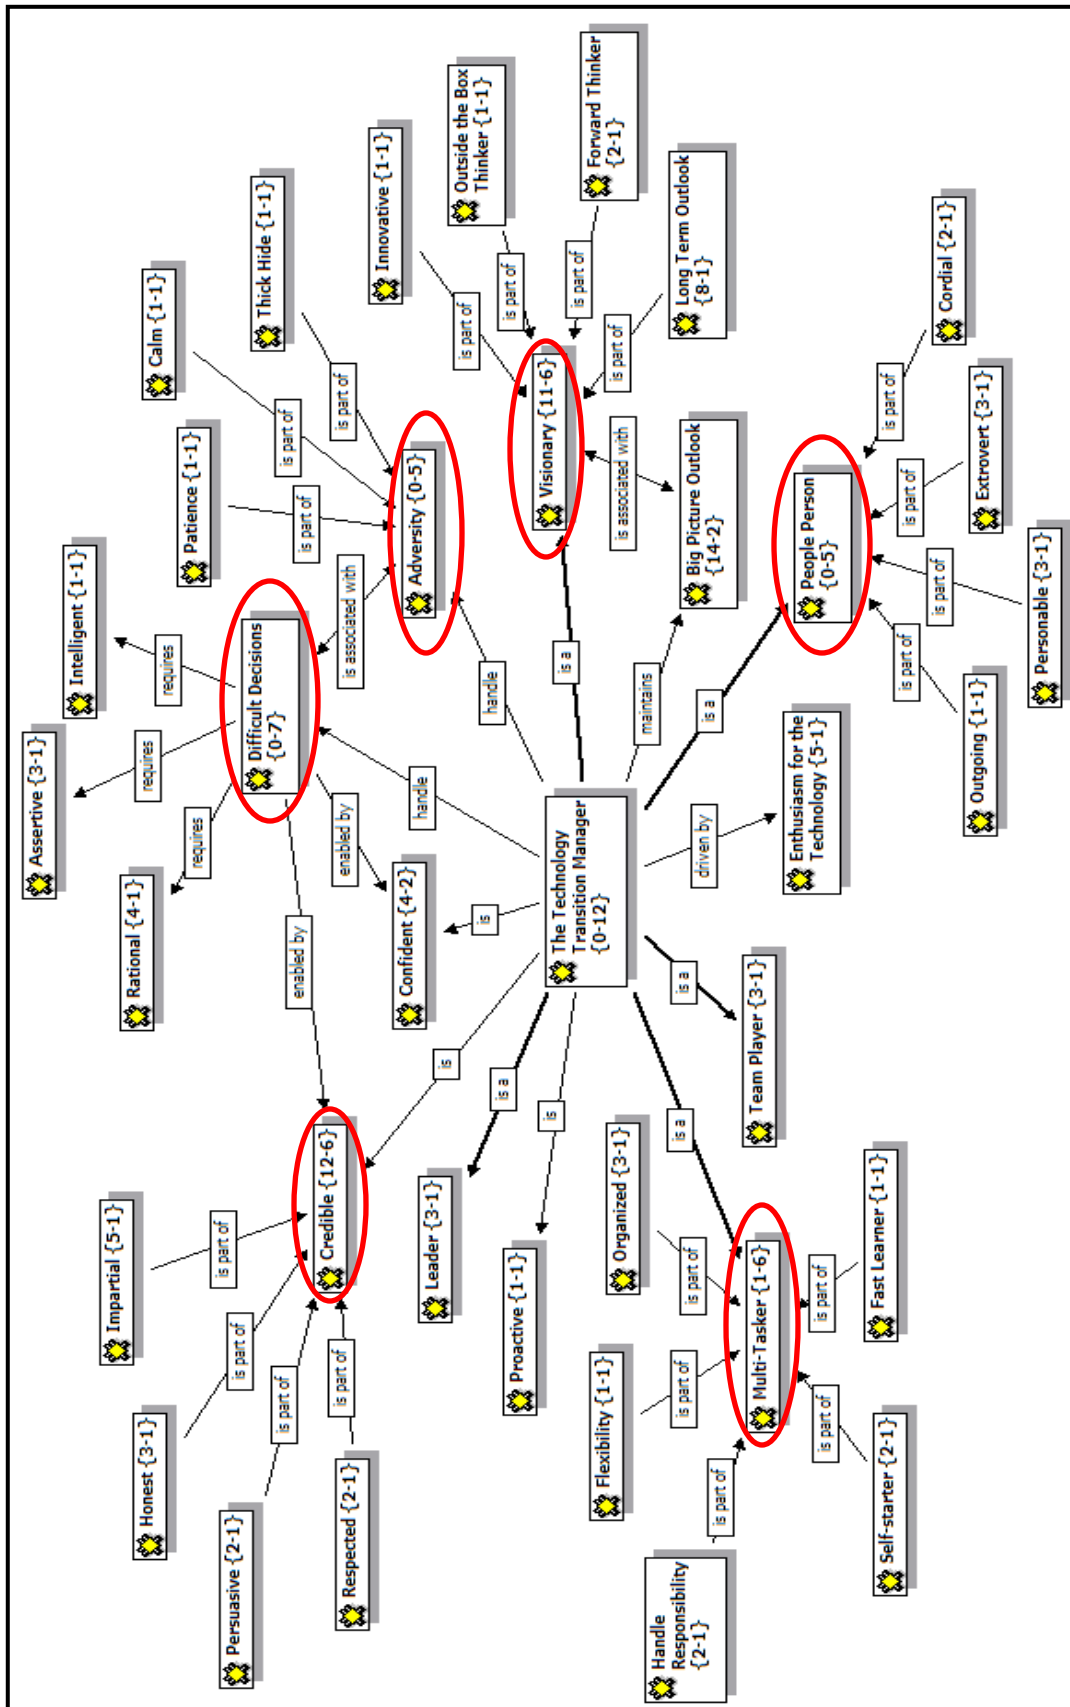 Honest {3-1}
Impartial {5-1}
Persuasive {2-1}
Respected {2-1}
is part of
is part of
is part of
is part of
Credible {12-6}
Rational {4-1}
Assertive {3-1}
Intelligent {1-1}
requires
requires
requires
Difficult Decisions
{0-7}
enabled by
enabled by
Confident {4-2}
is associated with
Patience {1-1}
Calm {1-1}
Thick Hide {1-1}
is part of
is part of
is part of
Adversity {0-5}
Innovative {1-1}
Outside the Box
Thinker {1-1}
Forward Thinker
{2-1}
Long Term Outlook
{8-1}
is part of
is part of
is part of
is part of
Visionary {11-6}
is associated with
Big Picture Outlook
{14-2}
Leader {3-1}
Proactive {1-1}
is
is a
is
is
handle
handle
is a
maintains
is a
driven by
is a
is a
The Technology
Transition Manager
{0-12}
Handle
Responsibility
{2-1}
Flexibility {1-1}
Organized {3-1}
is part of
is part of
is part of
Multi-Tasker {1-6}
is part of
is part of
Self-starter {2-1}
Fast Learner {1-1}
Team Player {3-1}
Enthusiasm for the
Technology {5-1}
People Person
{0-5}
is part of
is part of
is part of
is part of
Outgoing {1-1}
Personable {3-1}
Extrovert {3-1}
Cordial {2-1}